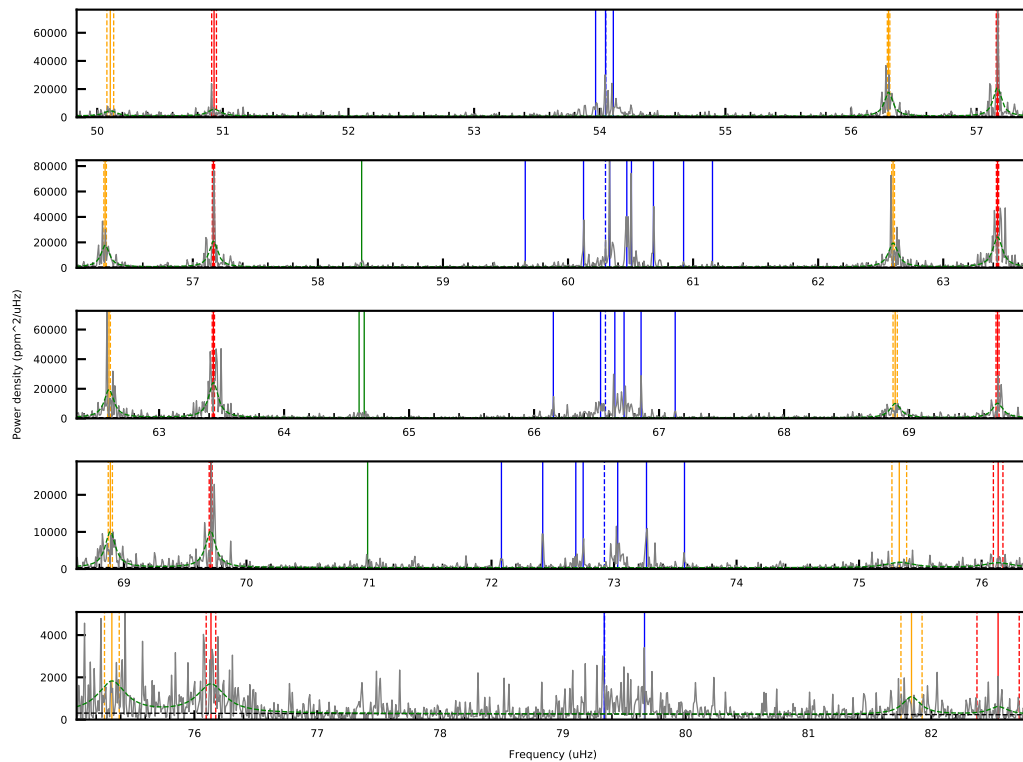 60000
40000
20000
0
50 51 52 53 54 55 56 57
80000
60000
40000
20000
0
57 58 59 60 61 62 63
Power density (ppm^2/uHz)
60000
40000
20000
0
63 64 65 66 67 68 69
20000
10000
0
69 70 71 72 73 74 75 76
4000
2000
0
76 77 78 79 80 81 82
Frequency (uHz)